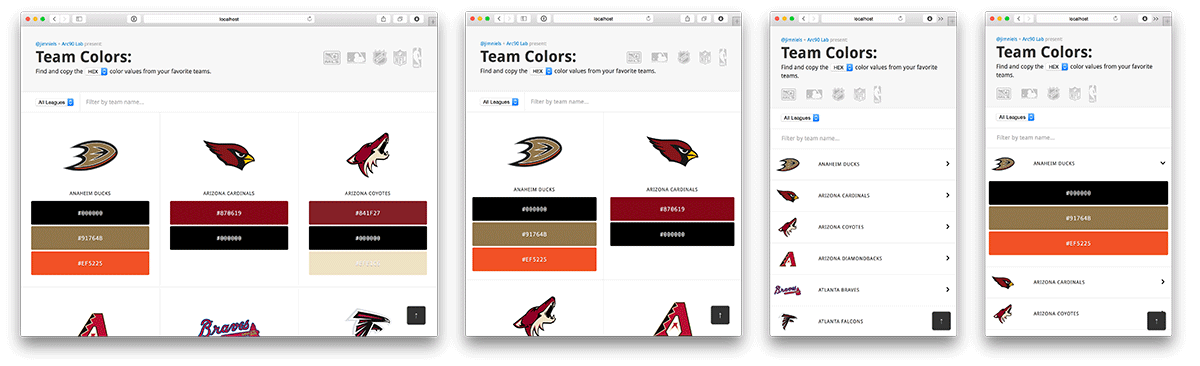 localhost
@jimniels + Arc90 Lab present
Team Colors:
Find and copy the HEX color values from your favorite teams.
All Leagues
Filter by team name...
ANAHEIM DUCKS
ARIZONA CARDINALS
ARIZONA COYOTES
#000000
#870619
#841F27
#91764B
#000000
#000000
#EF5225
Braves
↑
localhost
@jimniels + Arc90 Lab present
Team Colors:
Find and copy the HEX color values from your favorite teams.
All Leagues
Filter by team name...
ANAHEIM DUCKS
ARIZONA CARDINALS
#000000
#870619
#91764B
#000000
#EF5225
↑
localhost
@jimniels + Arc90 Lab present
Team Colors:
Find and copy the HEX color values from your favorite
teams.
All Leagues
Filter by team name...
ANAHEIM DUCKS
ARIZONA CARDINALS
ARIZONA COYOTES
A
ARIZONA DIAMONDBACKS
Braves
ATLANTA BRAVES
ATLANTA FALCONS
↑
localhost
@jimniels + Arc90 Lab present
Team Colors:
Find and copy the HEX color values from your favorite
teams.
All Leagues
Filter by team name...
ANAHEIM DUCKS
#000000
#91764B
#EF5225
ARIZONA CARDINALS
ARIZONA COYOTES
↑